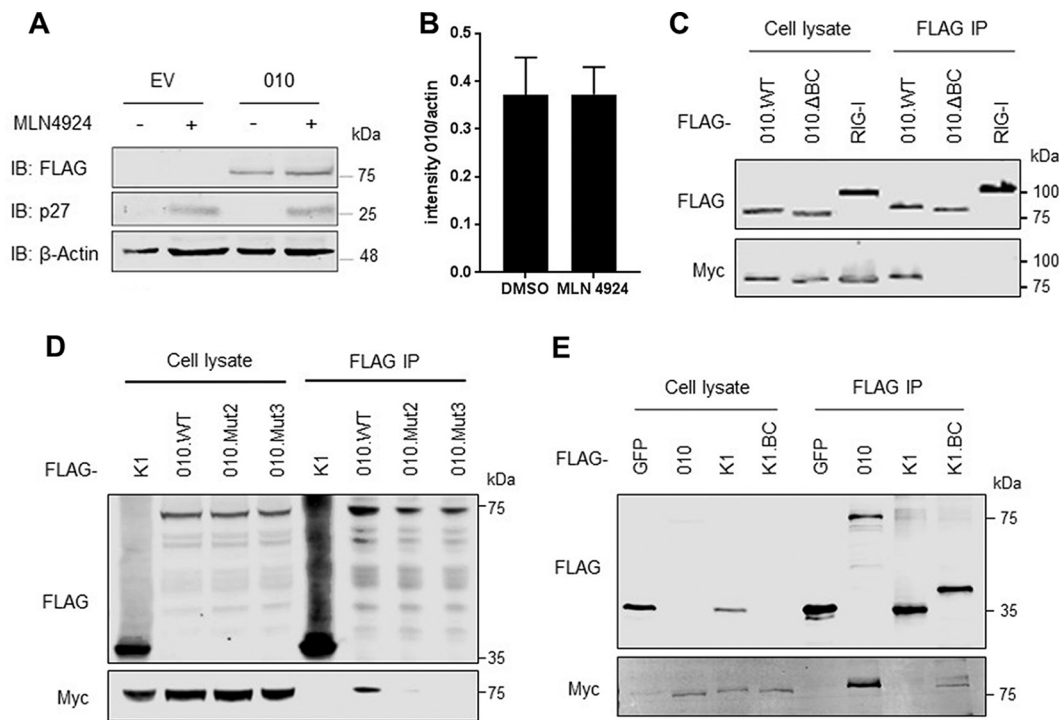 A
EV 010
MLN4924 - + - + kDa
IB: FLAG 75
IB: p27 25
IB: β-Actin 48
B
intensity 010/actin
0.5
0.4
0.3
0.2
0.1
0.0
DMSO MLN 4924
C
Cell lysate FLAG IP
FLAG- 010.WT 010.ΔBC RIG-I 010.WT 010.ΔBC RIG-I
kDa
FLAG 100
75
Myc 100
75
D
Cell lysate FLAG IP
FLAG- K1 010.WT 010.Mut2 010.Mut3 K1 010.WT 010.Mut2 010.Mut3
kDa
75
FLAG
35
Myc 75
E
Cell lysate FLAG IP
FLAG- GFP 010 K1 K1.BC GFP 010 K1 K1.BC
kDa
75
FLAG
35
Myc 75